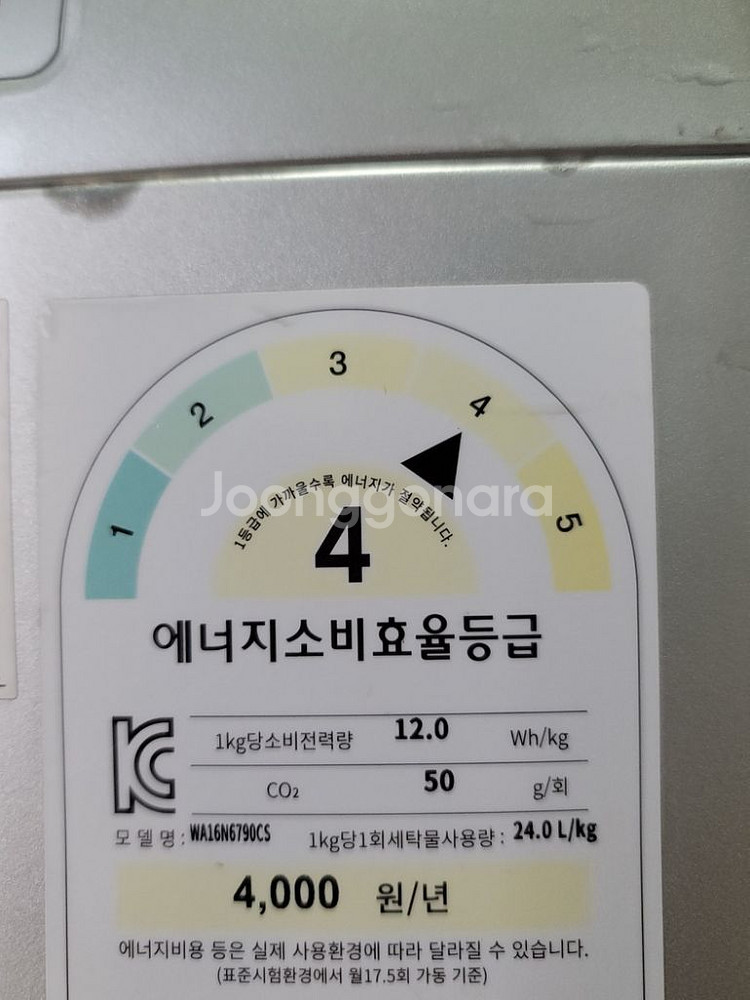 3
2
4
1
5
1등급에 가까울수록 에너지가 절약됩니다.
Joonggonara
4
에너지소비효율등급
1kg당소비전력량 12.0 Wh/kg
CO₂ 50 g/회
모델명: WA16N6790CS 1kg당1회세탁물사용량: 24.0 L/kg
4,000 원/년
에너지비용 등은 실제 사용환경에 따라 달라질 수 있습니다.
(표준시험환경에서 월17.5회 가동 기준)